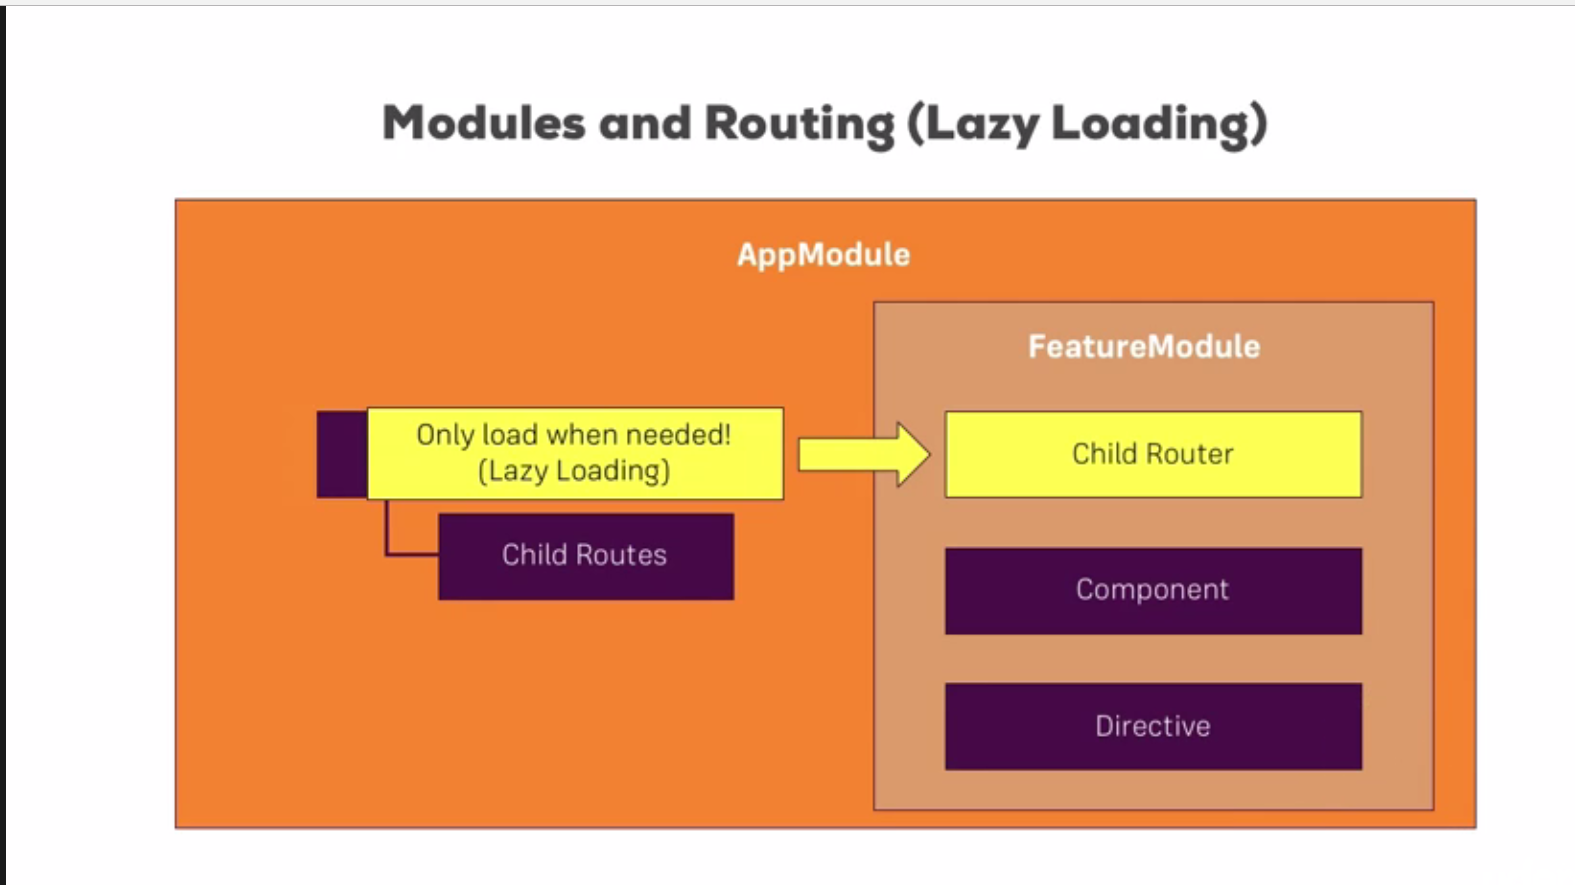 Modules and Routing (Lazy Loading)
AppModule
FeatureModule
Only load when needed!
(Lazy Loading)
Child Router
Child Routes
Component
Directive